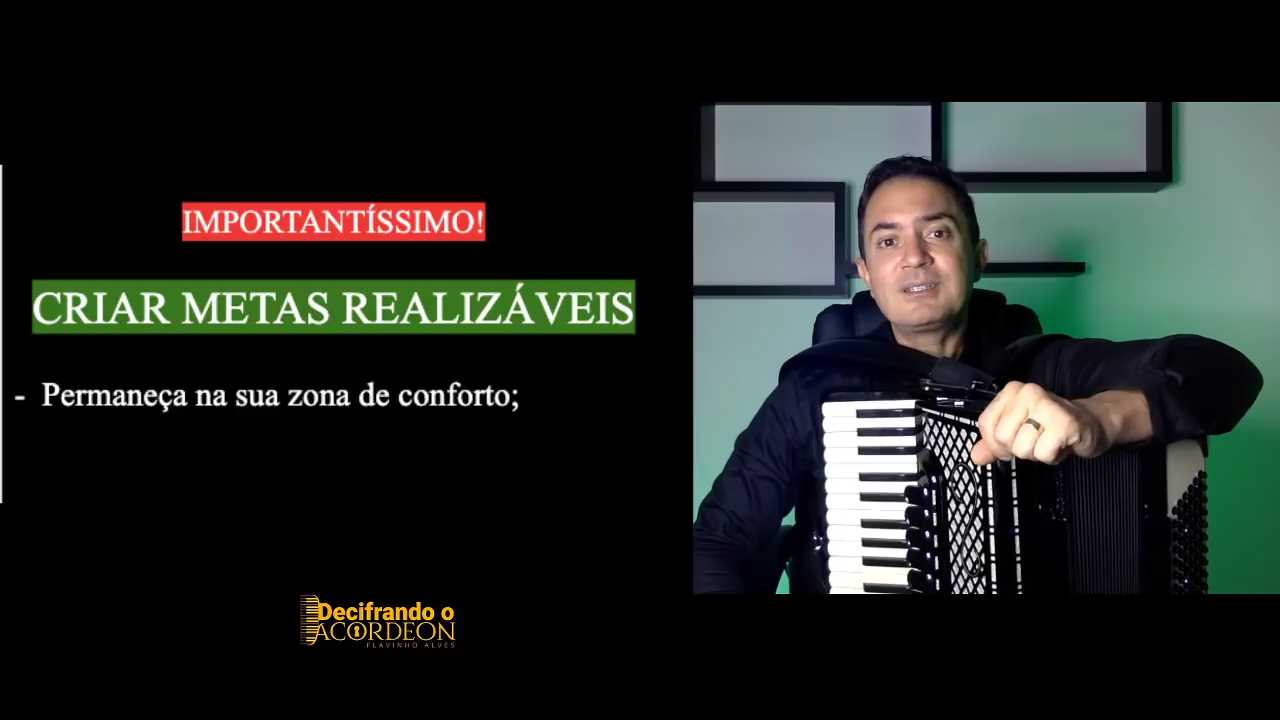 IMPORTANTÍSSIMO!
CRIAR METAS REALIZÁVEIS
- Permaneça na sua zona de conforto;
Decifrando o
ACORDEON
FLAVINHO ALVES